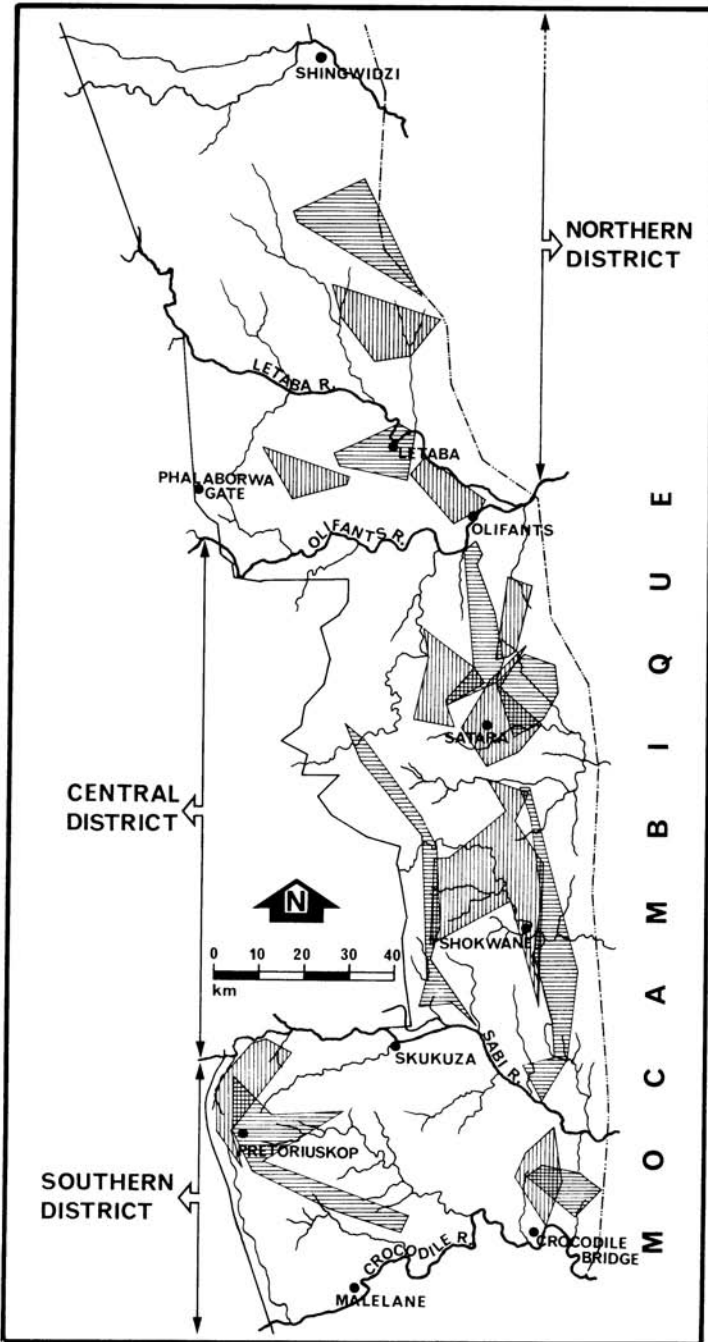 SHINGWIDZI
NORTHERN
DISTRICT
LETABA R.
LETABA
PHALABORWA
GATE
OLIFANTS
OLIFANTS R.
SATARA
CENTRAL
DISTRICT
N
0 10 20 30 40
km
SHOKWANE
SABI R.
SKUKUZA
PRETORIUSKOP
SOUTHERN
DISTRICT
CROCODILE R.
CROCODILE
BRIDGE
MALELANE
MOCAMBIQUE